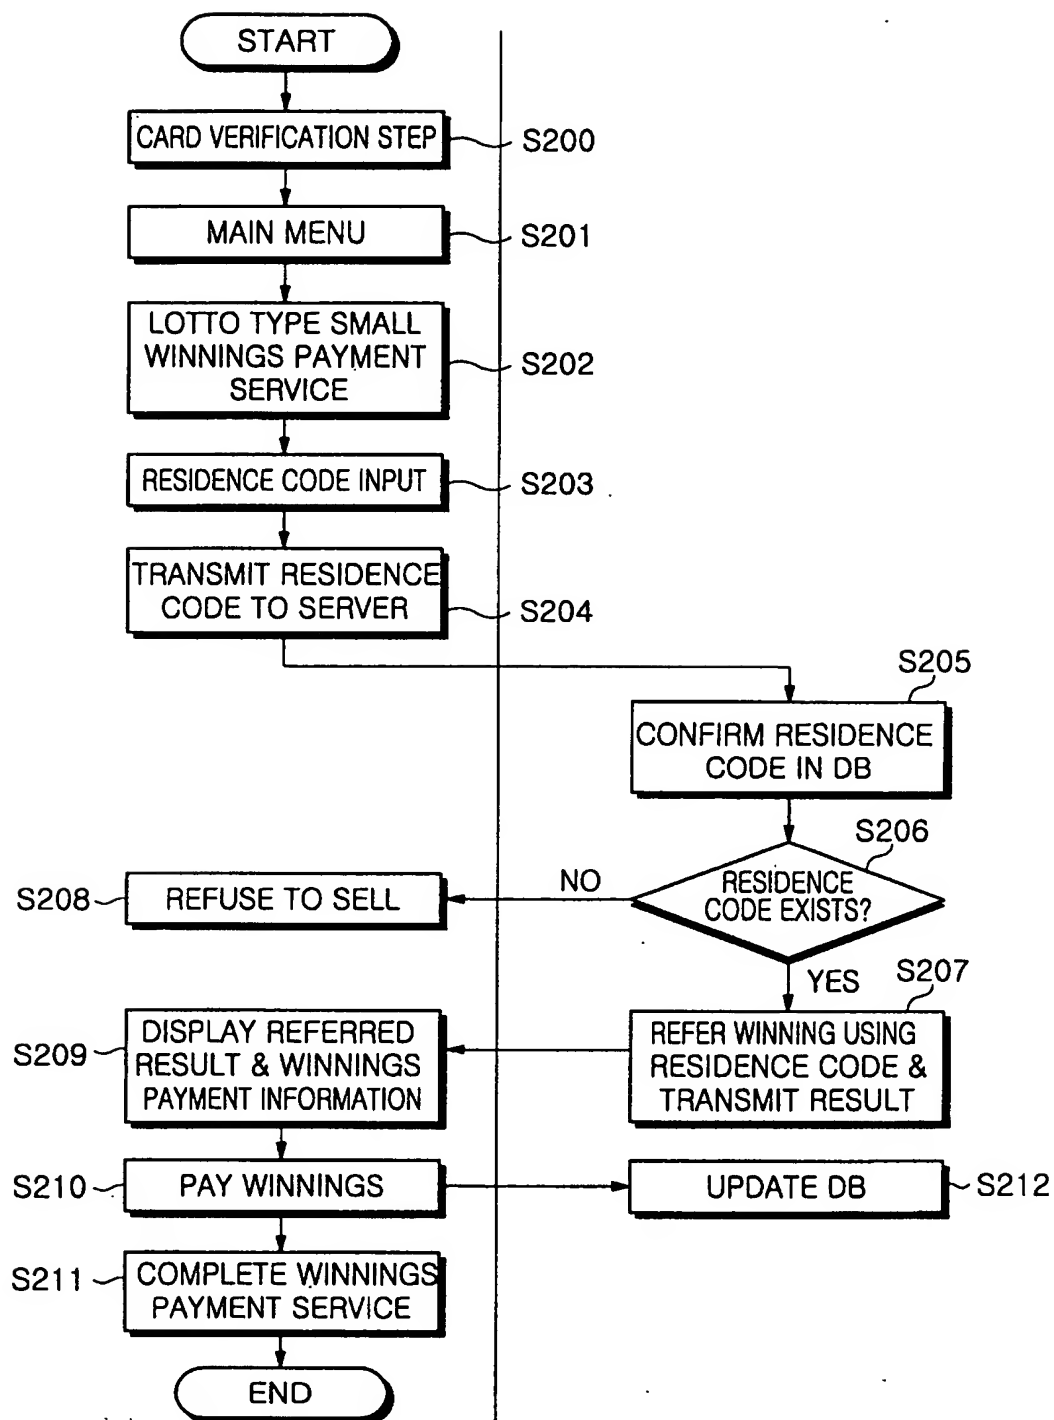 START
CARD VERIFICATION STEP
S200
MAIN MENU
S201
LOTTO TYPE SMALL
WINNINGS PAYMENT
SERVICE
S202
RESIDENCE CODE INPUT
S203
TRANSMIT RESIDENCE
CODE TO SERVER
S204
S205
CONFIRM RESIDENCE
CODE IN DB
S206
RESIDENCE
CODE EXISTS?
NO
S208
REFUSE TO SELL
YES
S207
REFER WINNING USING
RESIDENCE CODE &
TRANSMIT RESULT
S209
DISPLAY REFERRED
RESULT & WINNINGS
PAYMENT INFORMATION
S210
PAY WINNINGS
UPDATE DB
S212
S211
COMPLETE WINNINGS
PAYMENT SERVICE
END